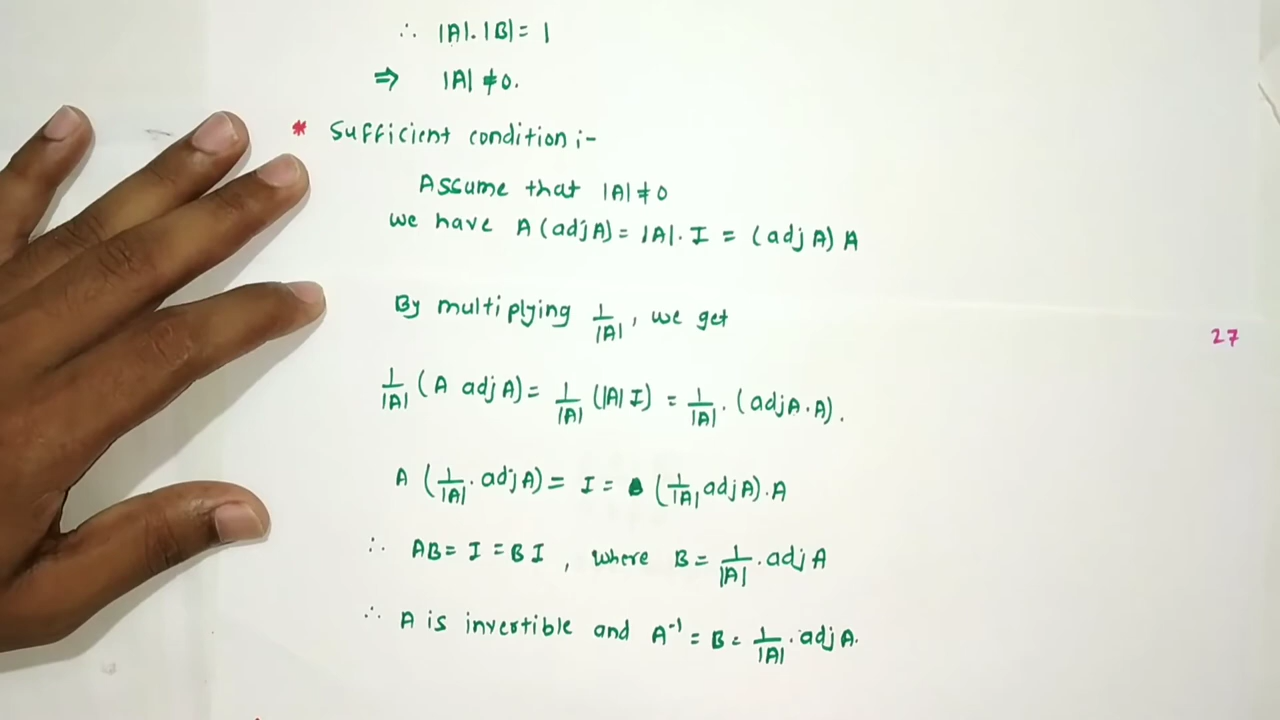 ∴ |A|.|B| = 1
⇒ |A| ≠ 0.
* Sufficient condition :-
Assume that |A| ≠ 0
we have A (adj A) = |A|. I = (adj A) A
By multiplying 1/|A|, we get
27
1/|A| (A adj A) = 1/|A| (|A| I) = 1/|A| . (adj A . A).
A (1/|A| . adj A) = I = (1/|A| adj A) . A
∴ AB = I = B I , where B = 1/|A| . adj A
∴ A is invertible and A⁻¹ = B = 1/|A| . adj A.